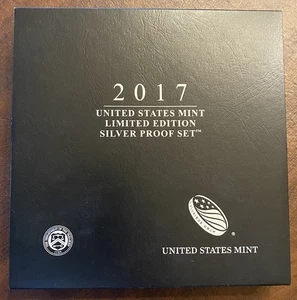 2017
UNITED STATES MINT
LIMITED EDITION
SILVER PROOF SET™
UNITED STATES MINT